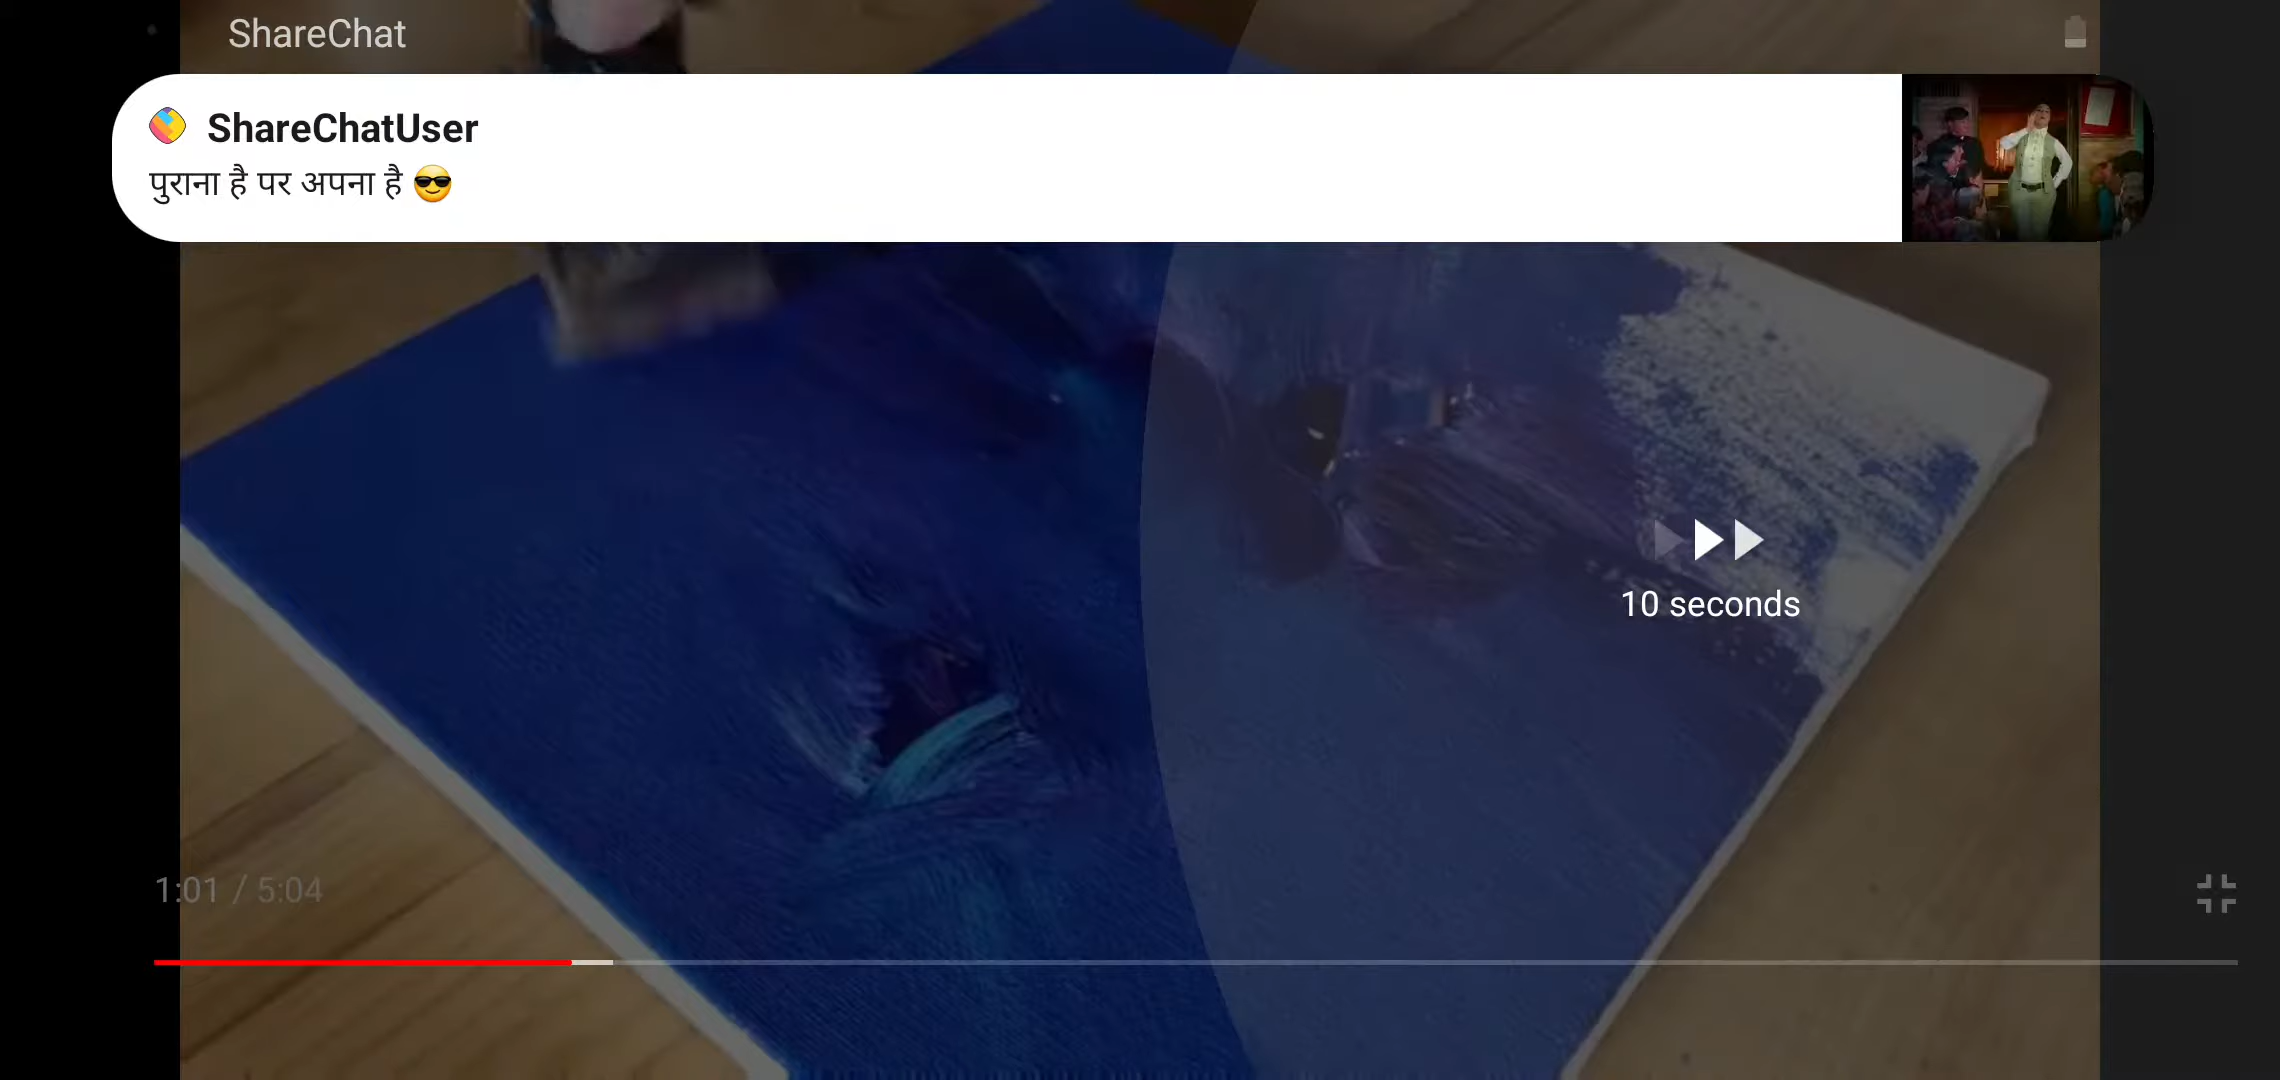 ShareChat
ShareChatUser
पुराना है पर अपना है 😎
10 seconds
1:01 / 5:04